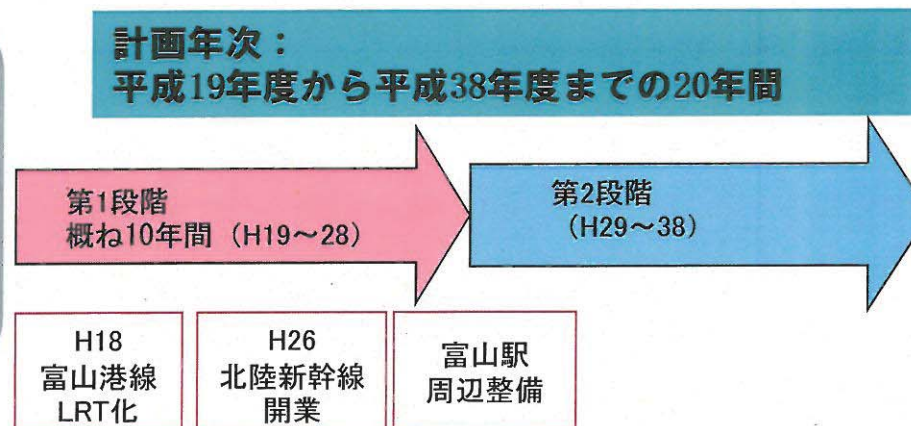 計画年次：
平成19年度から平成38年度までの20年間
第1段階
概ね10年間（H19～28）
第2段階
（H29～38）
H18
富山港線
LRT化
H26
北陸新幹線
開業
富山駅
周辺整備